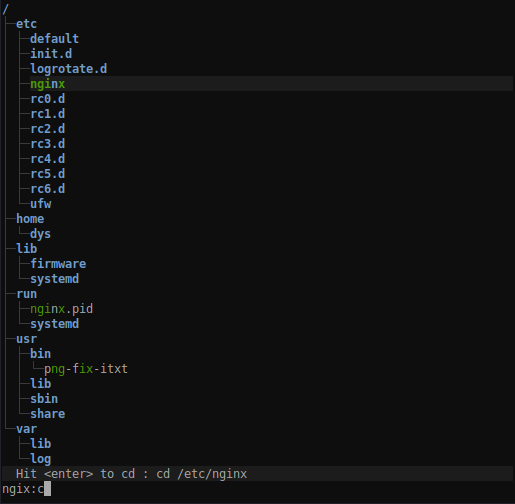 /
etc
default
init.d
logrotate.d
nginx
rc0.d
rc1.d
rc2.d
rc3.d
rc4.d
rc5.d
rc6.d
ufw
home
dys
lib
firmware
systemd
run
nginx.pid
systemd
usr
bin
png-fix-itxt
lib
sbin
share
var
lib
log
Hit <enter> to cd : cd /etc/nginx
ngix:c